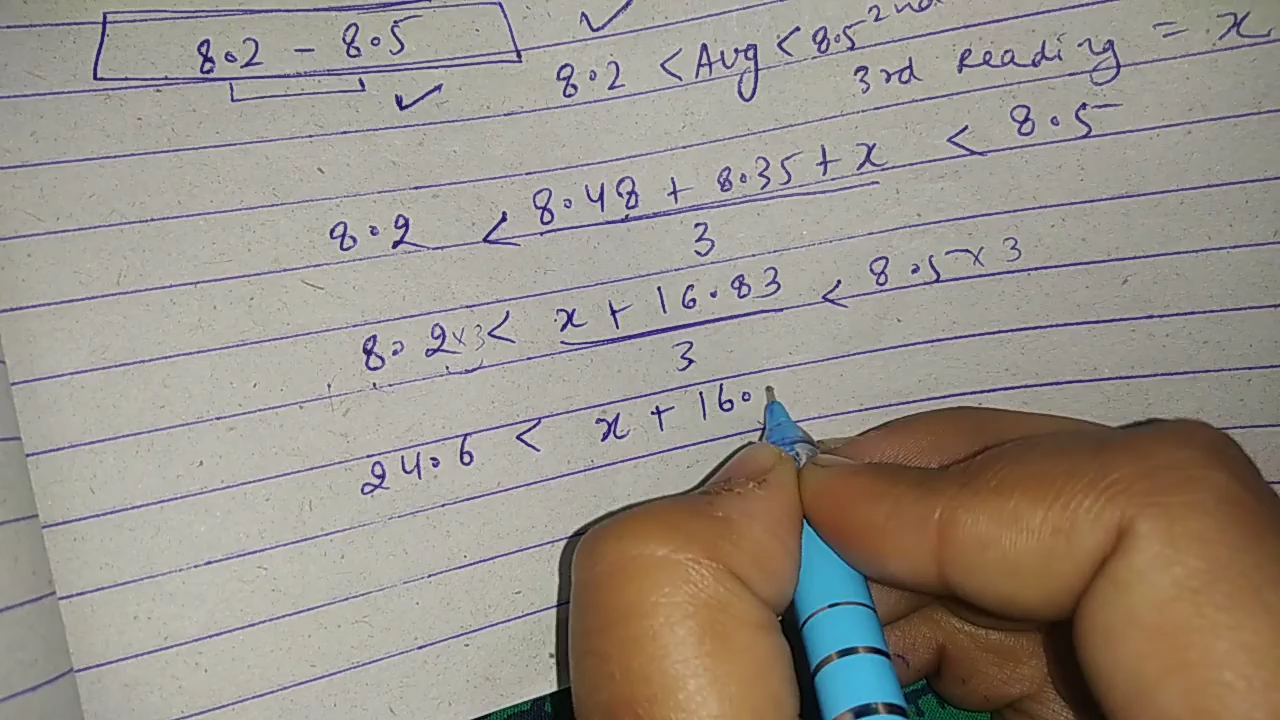 8.2 - 8.5 ✓
✓ 8.2 < Avg < 8.5 2nd
3rd reading = x
8.2 < 8.48 + 8.35 + x / 3 < 8.5
8.2×3 < x + 16.83 / 3 < 8.5×3
24.6 < x + 16.